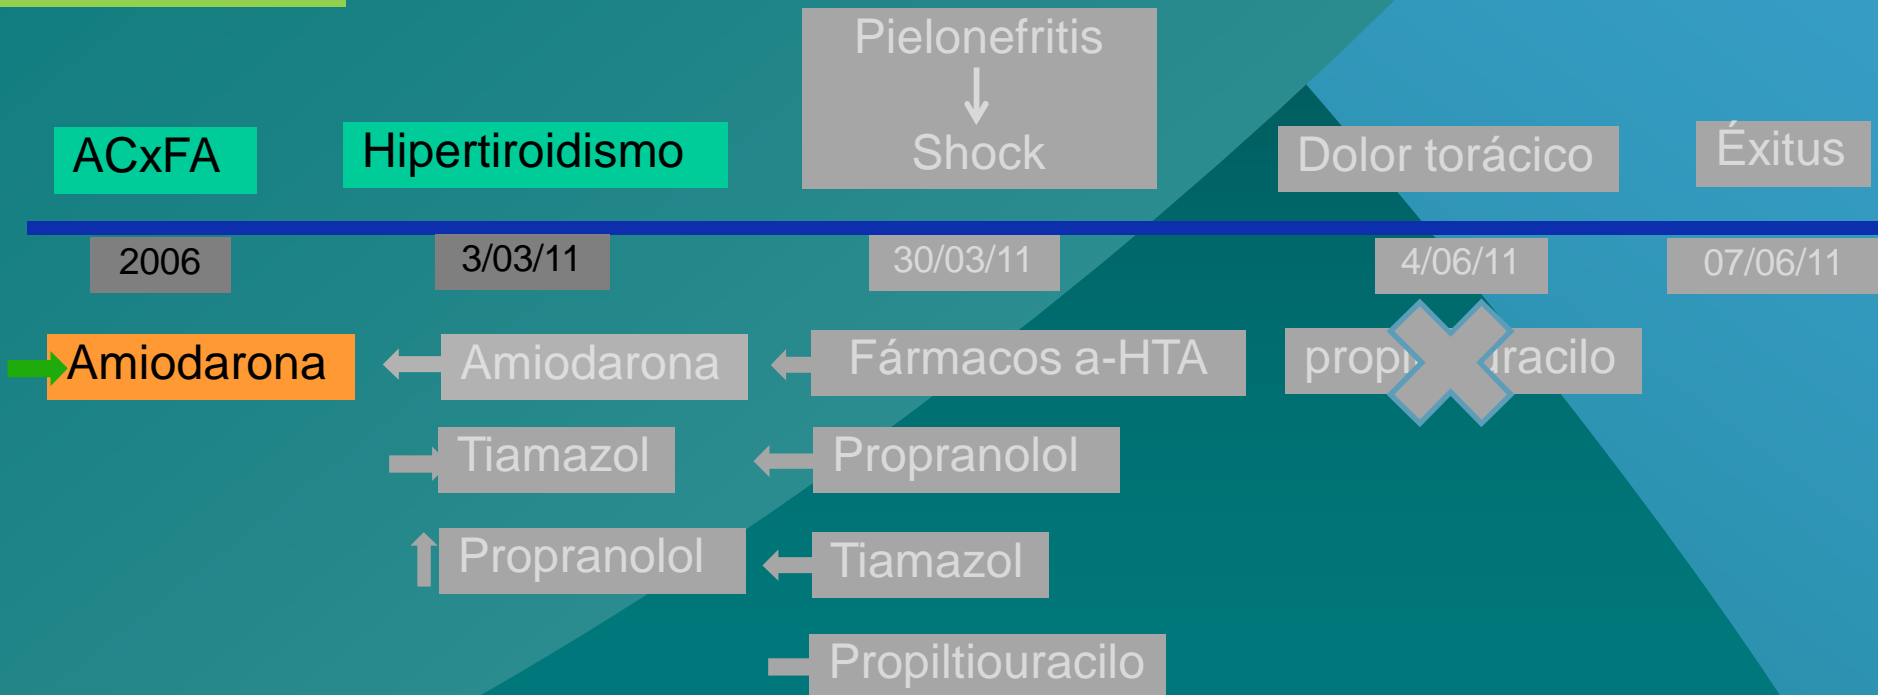 Pielonefritis
Shock
ACxFA
Hipertiroidismo
Dolor torácico
Éxitus
2006
3/03/11
30/03/11
4/06/11
07/06/11
Amiodarona
Amiodarona
Fármacos a-HTA
Tiamazol
Propranolol
Propranolol
Tiamazol
Propiltiouracilo